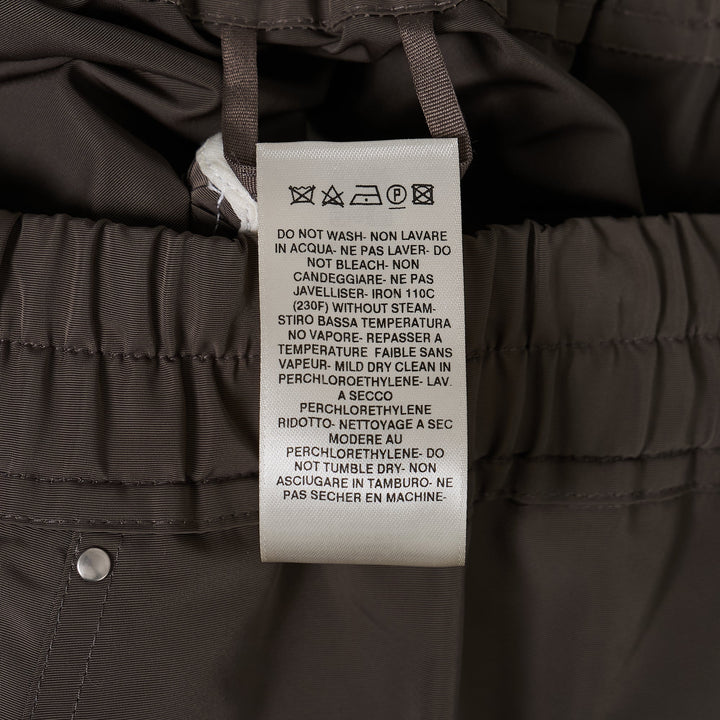 P
DO NOT WASH- NON LAVARE
IN ACQUA- NE PAS LAVER- DO
NOT BLEACH- NON
CANDEGGIARE- NE PAS
JAVELLISER- IRON 110C
(230F) WITHOUT STEAM-
STIRO BASSA TEMPERATURA
NO VAPORE- REPASSER A
TEMPERATURE FAIBLE SANS
VAPEUR- MILD DRY CLEAN IN
PERCHLOROETHYLENE- LAV.
A SECCO
PERCHLORETHYLENE
RIDOTTO- NETTOYAGE A SEC
MODERE AU
PERCHLOROETHYLENE- DO
NOT TUMBLE DRY- NON
ASCIUGARE IN TAMBURO- NE
PAS SECHER EN MACHINE-